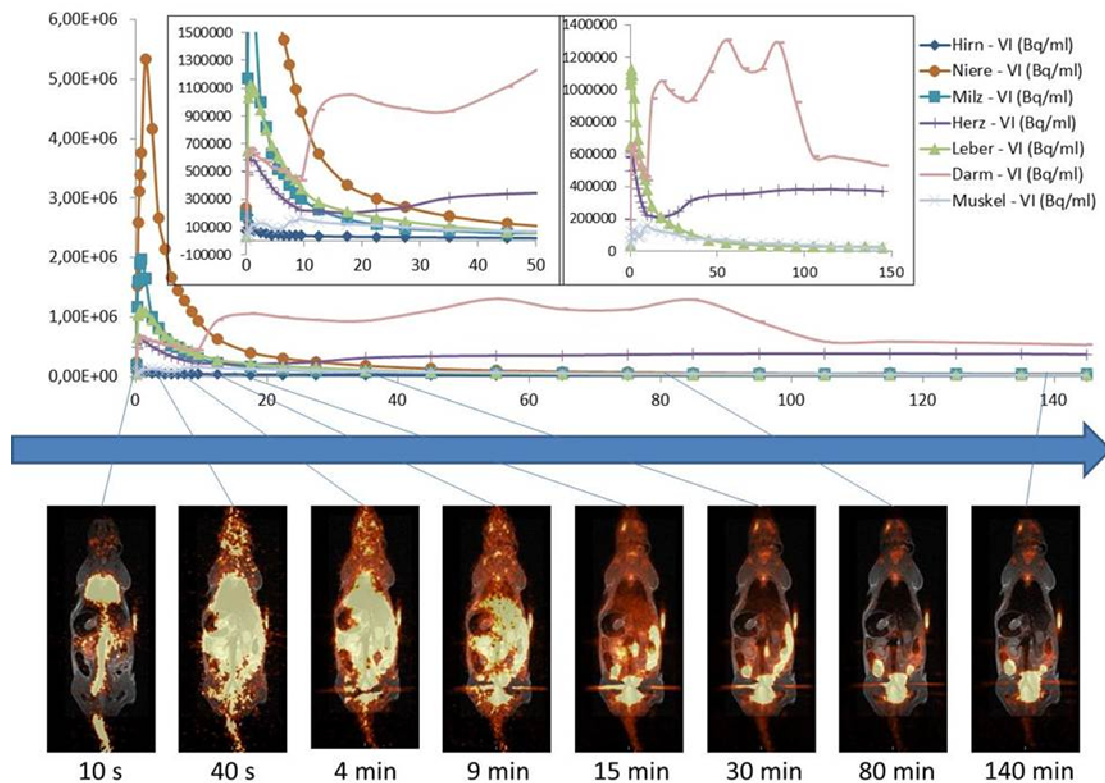 6,00E+06
5,00E+06
4,00E+06
3,00E+06
2,00E+06
1,00E+06
0,00E+00
0 20 40 60 80 100 120 140
1500000
1300000
1100000
900000
700000
500000
300000
100000
-100000
0 10 20 30 40 50
1400000
1200000
1000000
800000
600000
400000
200000
0
0 50 100 150
Hirn - VI (Bq/ml)
Niere - VI (Bq/ml)
Milz - VI (Bq/ml)
Herz - VI (Bq/ml)
Leber - VI (Bq/ml)
Darm - VI (Bq/ml)
Muskel - VI (Bq/ml)
10 s 40 s 4 min 9 min 15 min 30 min 80 min 140 min